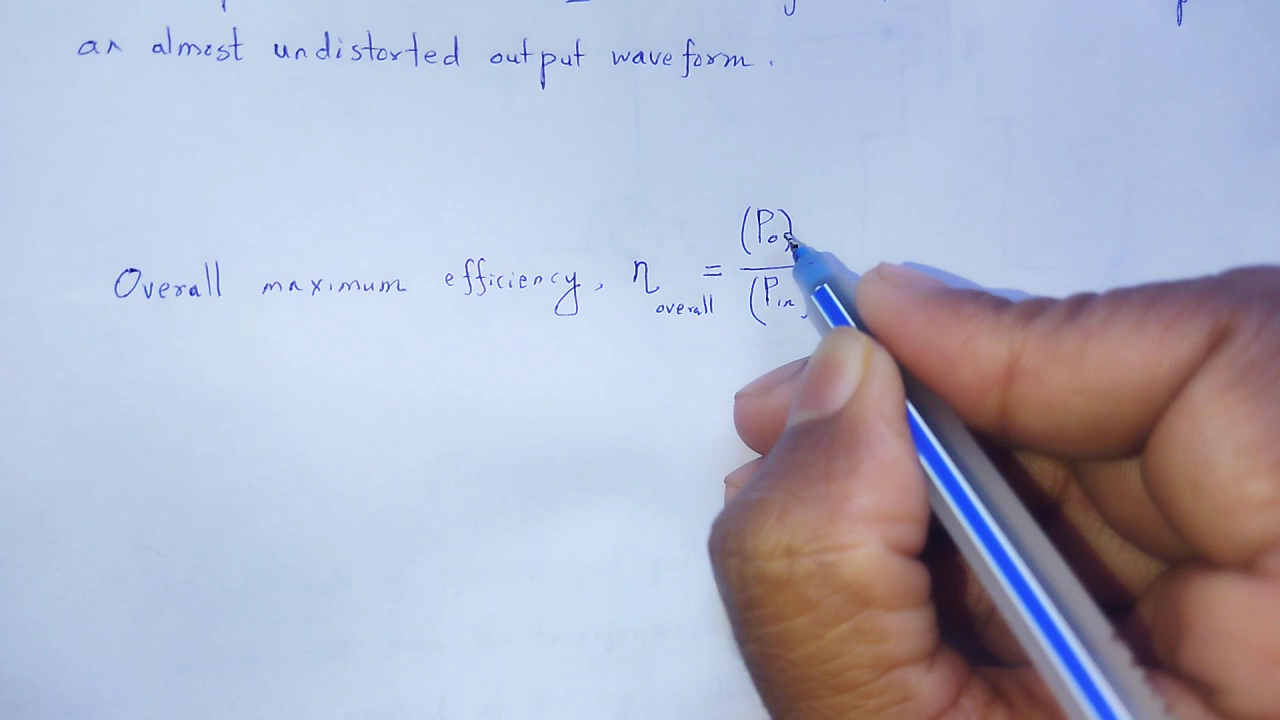 an almost undistorted output waveform.
Overall maximum efficiency, η overall = (Po) / (Pin)